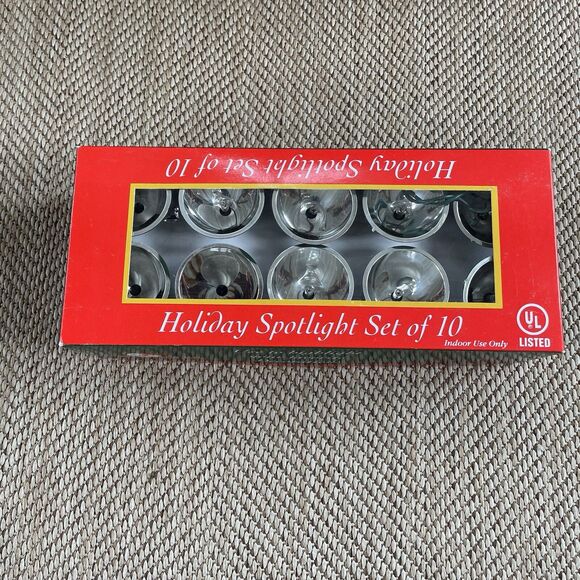 Holiday Spotlight Set of 10
Holiday Spotlight Set of 10
Indoor Use Only
UL
LISTED